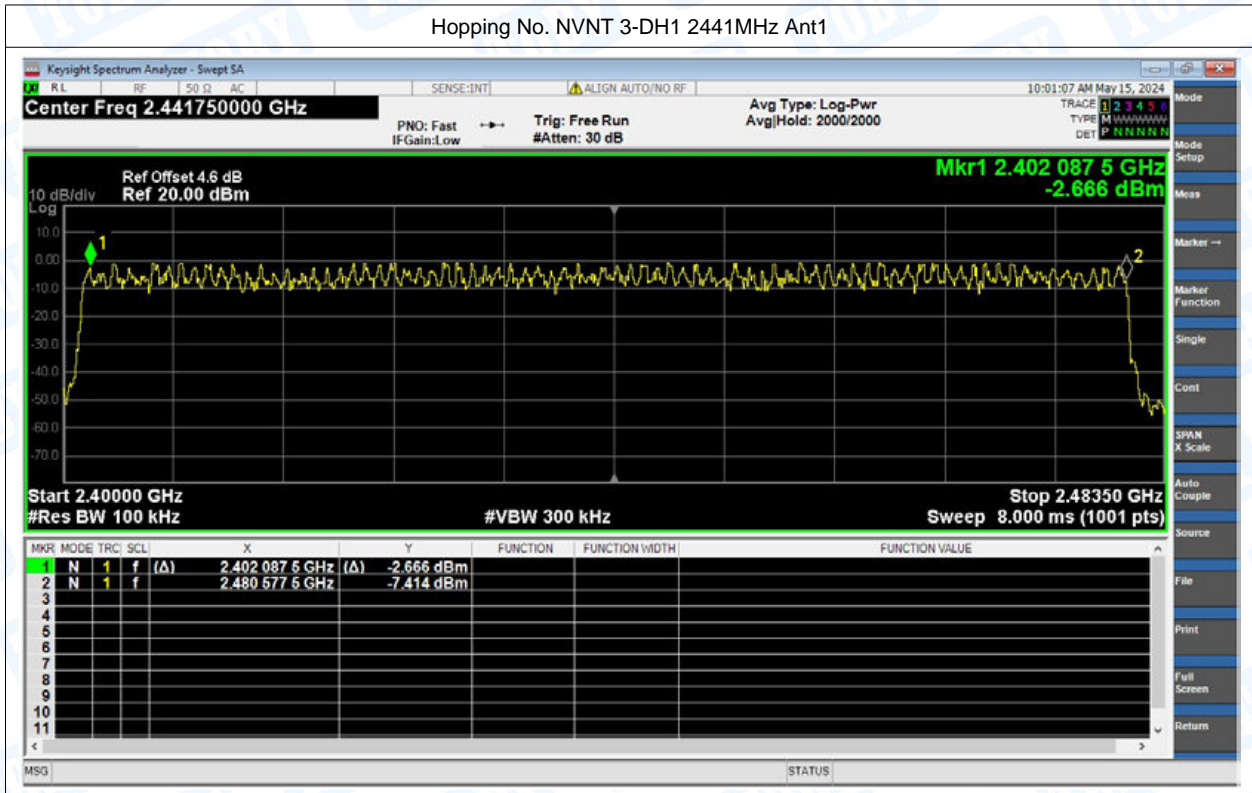 Hopping No. NVNT 3-DH1 2441MHz Ant1
Keysight Spectrum Analyzer - Swept SA
RL RF 50 Ω AC SENSE:INT ALIGN AUTO/NO RF 10:01:07 AM May 15, 2024
Center Freq 2.441750000 GHz
PNO: Fast
IFGain:Low
Trig: Free Run
#Atten: 30 dB
Avg Type: Log-Pwr
Avg|Hold: 2000/2000
TRACE 1 2 3 4 5 6
TYPE M WWWWW
DET P N N N N N
Ref Offset 4.6 dB
10 dB/div Ref 20.00 dBm
Log
Mkr1 2.402 087 5 GHz
-2.666 dBm
10.0
0.00
-10.0
-20.0
-30.0
-40.0
-50.0
-60.0
-70.0
1
2
Start 2.40000 GHz
Stop 2.48350 GHz
#Res BW 100 kHz
#VBW 300 kHz
Sweep 8.000 ms (1001 pts)
MKR MODE TRC SCL X Y FUNCTION FUNCTION WIDTH FUNCTION VALUE
1 N 1 f (Δ) 2.402 087 5 GHz (Δ) -2.666 dBm
2 N 1 f 2.480 577 5 GHz -7.414 dBm
3
4
5
6
7
8
9
10
11
MSG
STATUS
Mode
Mode Setup
Meas
Marker →
Marker Function
Single
Cont
SPAN X Scale
Auto Couple
Source
File
Print
Full Screen
Return